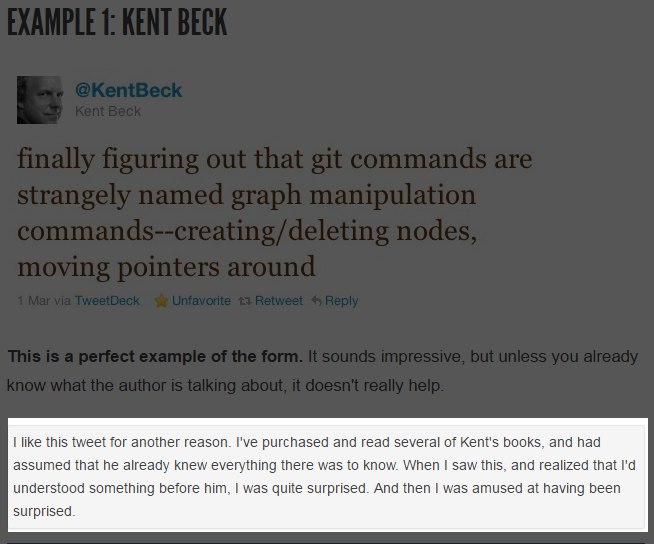 EXAMPLE 1: KENT BECK
@KentBeck
Kent Beck
finally figuring out that git commands are
strangely named graph manipulation
commands--creating/deleting nodes,
moving pointers around
1 Mar via TweetDeck Unfavorite Retweet Reply
This is a perfect example of the form. It sounds impressive, but unless you already
know what the author is talking about, it doesn't really help.
I like this tweet for another reason. I've purchased and read several of Kent's books, and had
assumed that he already knew everything there was to know. When I saw this, and realized that I'd
understood something before him, I was quite surprised. And then I was amused at having been
surprised.